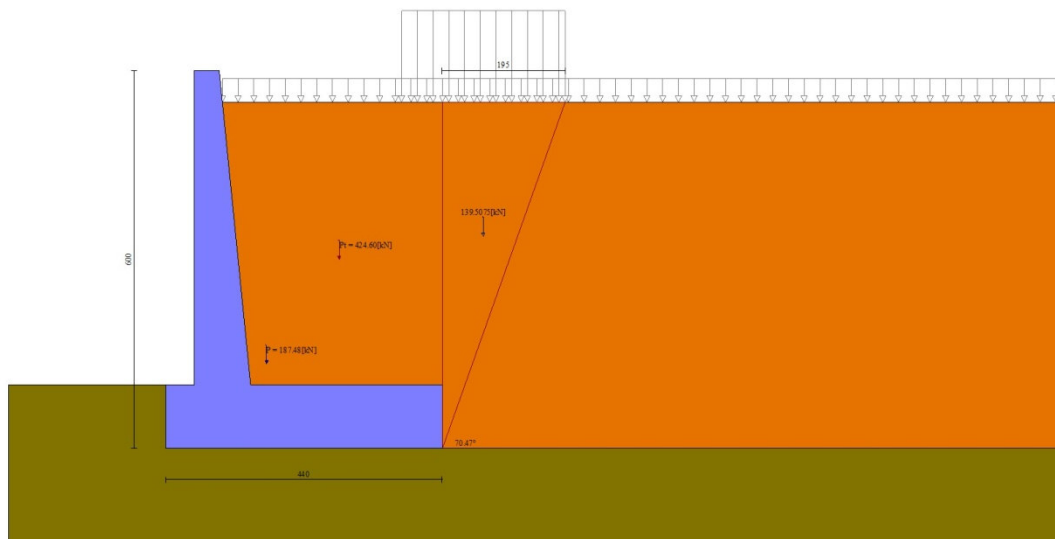 195
139.5075[kN]
Pt = 424.60[kN]
600
P = 187.48[kN]
70.47°
440